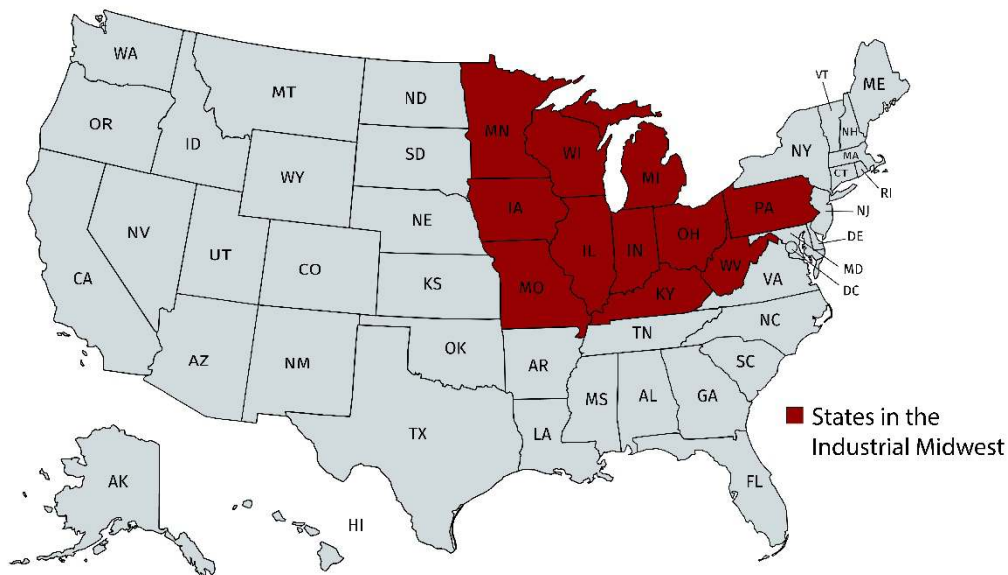 WA
MT
ND
MN
VT
ME
OR
ID
SD
WI
NH
NY
MA
WY
MI
CT
RI
IA
PA
NJ
NE
NV
UT
IL
IN
OH
DE
CO
WV
MD
CA
KS
MO
KY
VA
DC
NC
TN
AZ
NM
OK
AR
SC
MS
AL
GA
States in the
Industrial Midwest
TX
LA
FL
AK
HI